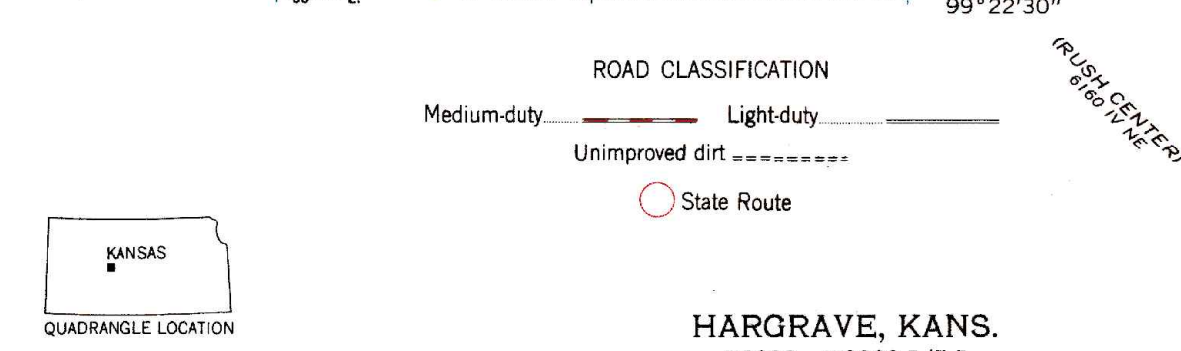 99°22'30"
(RUSH CENTER)
6160 IV NE
ROAD CLASSIFICATION
Medium-duty Light-duty
Unimproved dirt
State Route
KANSAS
QUADRANGLE LOCATION
HARGRAVE, KANS.